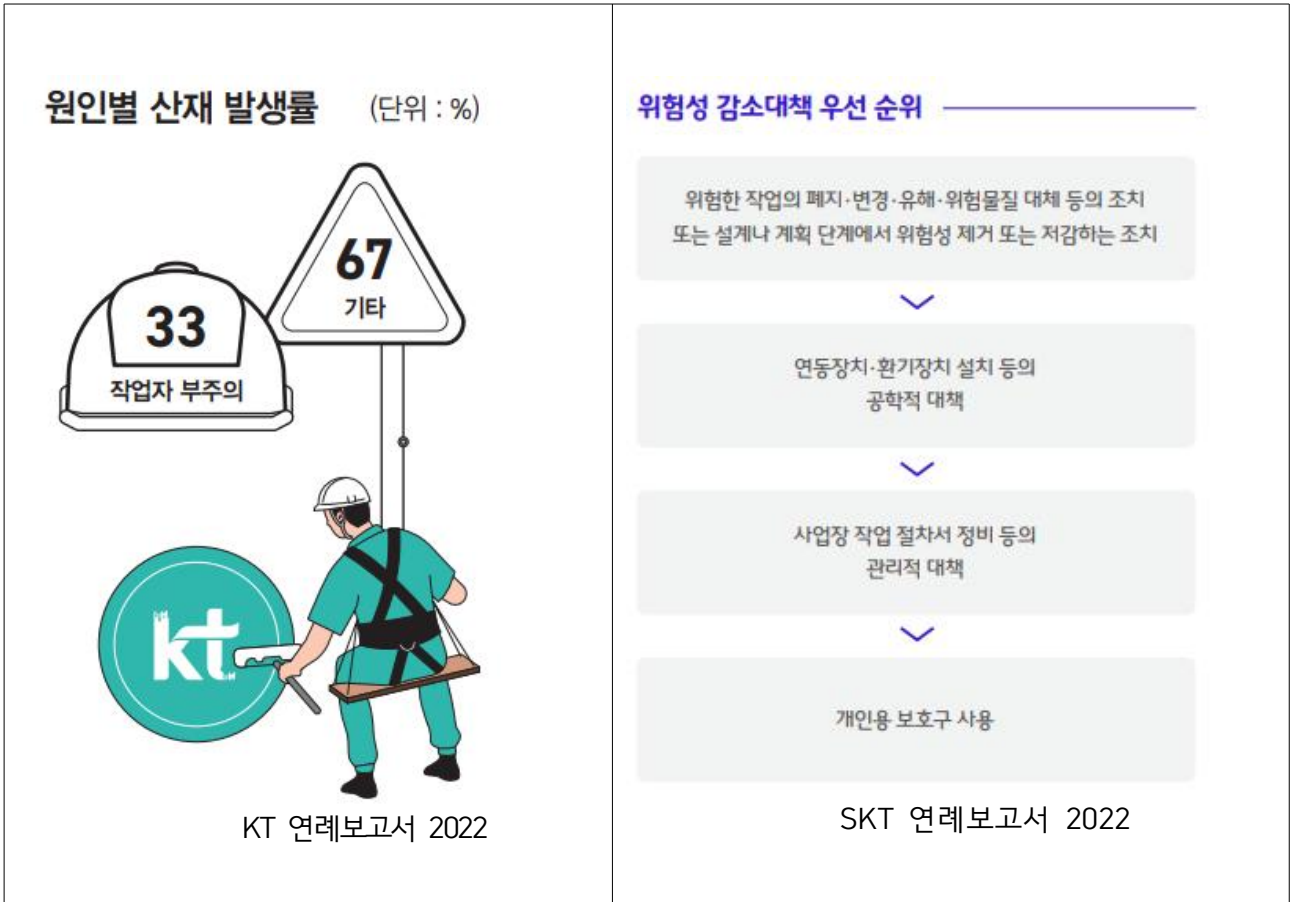 원인별 산재 발생률 (단위 : %)
67
기타
33
작업자 부주의
kt
KT 연례보고서 2022
위험성 감소대책 우선 순위
위험한 작업의 폐지·변경·유해·위험물질 대체 등의 조치
또는 설계나 계획 단계에서 위험성 제거 또는 저감하는 조치
연동장치·환기장치 설치 등의
공학적 대책
사업장 작업 절차서 정비 등의
관리적 대책
개인용 보호구 사용
SKT 연례보고서 2022